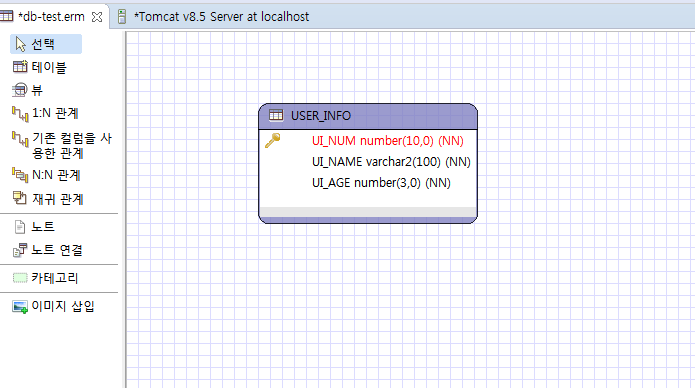 *db-test.erm
*Tomcat v8.5 Server at localhost
선택
테이블
뷰
1:N 관계
기존 컬럼을 사
용한 관계
N:N 관계
재귀 관계
노트
노트 연결
카테고리
이미지 삽입
USER_INFO
UI_NUM number(10,0) (NN)
UI_NAME varchar2(100) (NN)
UI_AGE number(3,0) (NN)